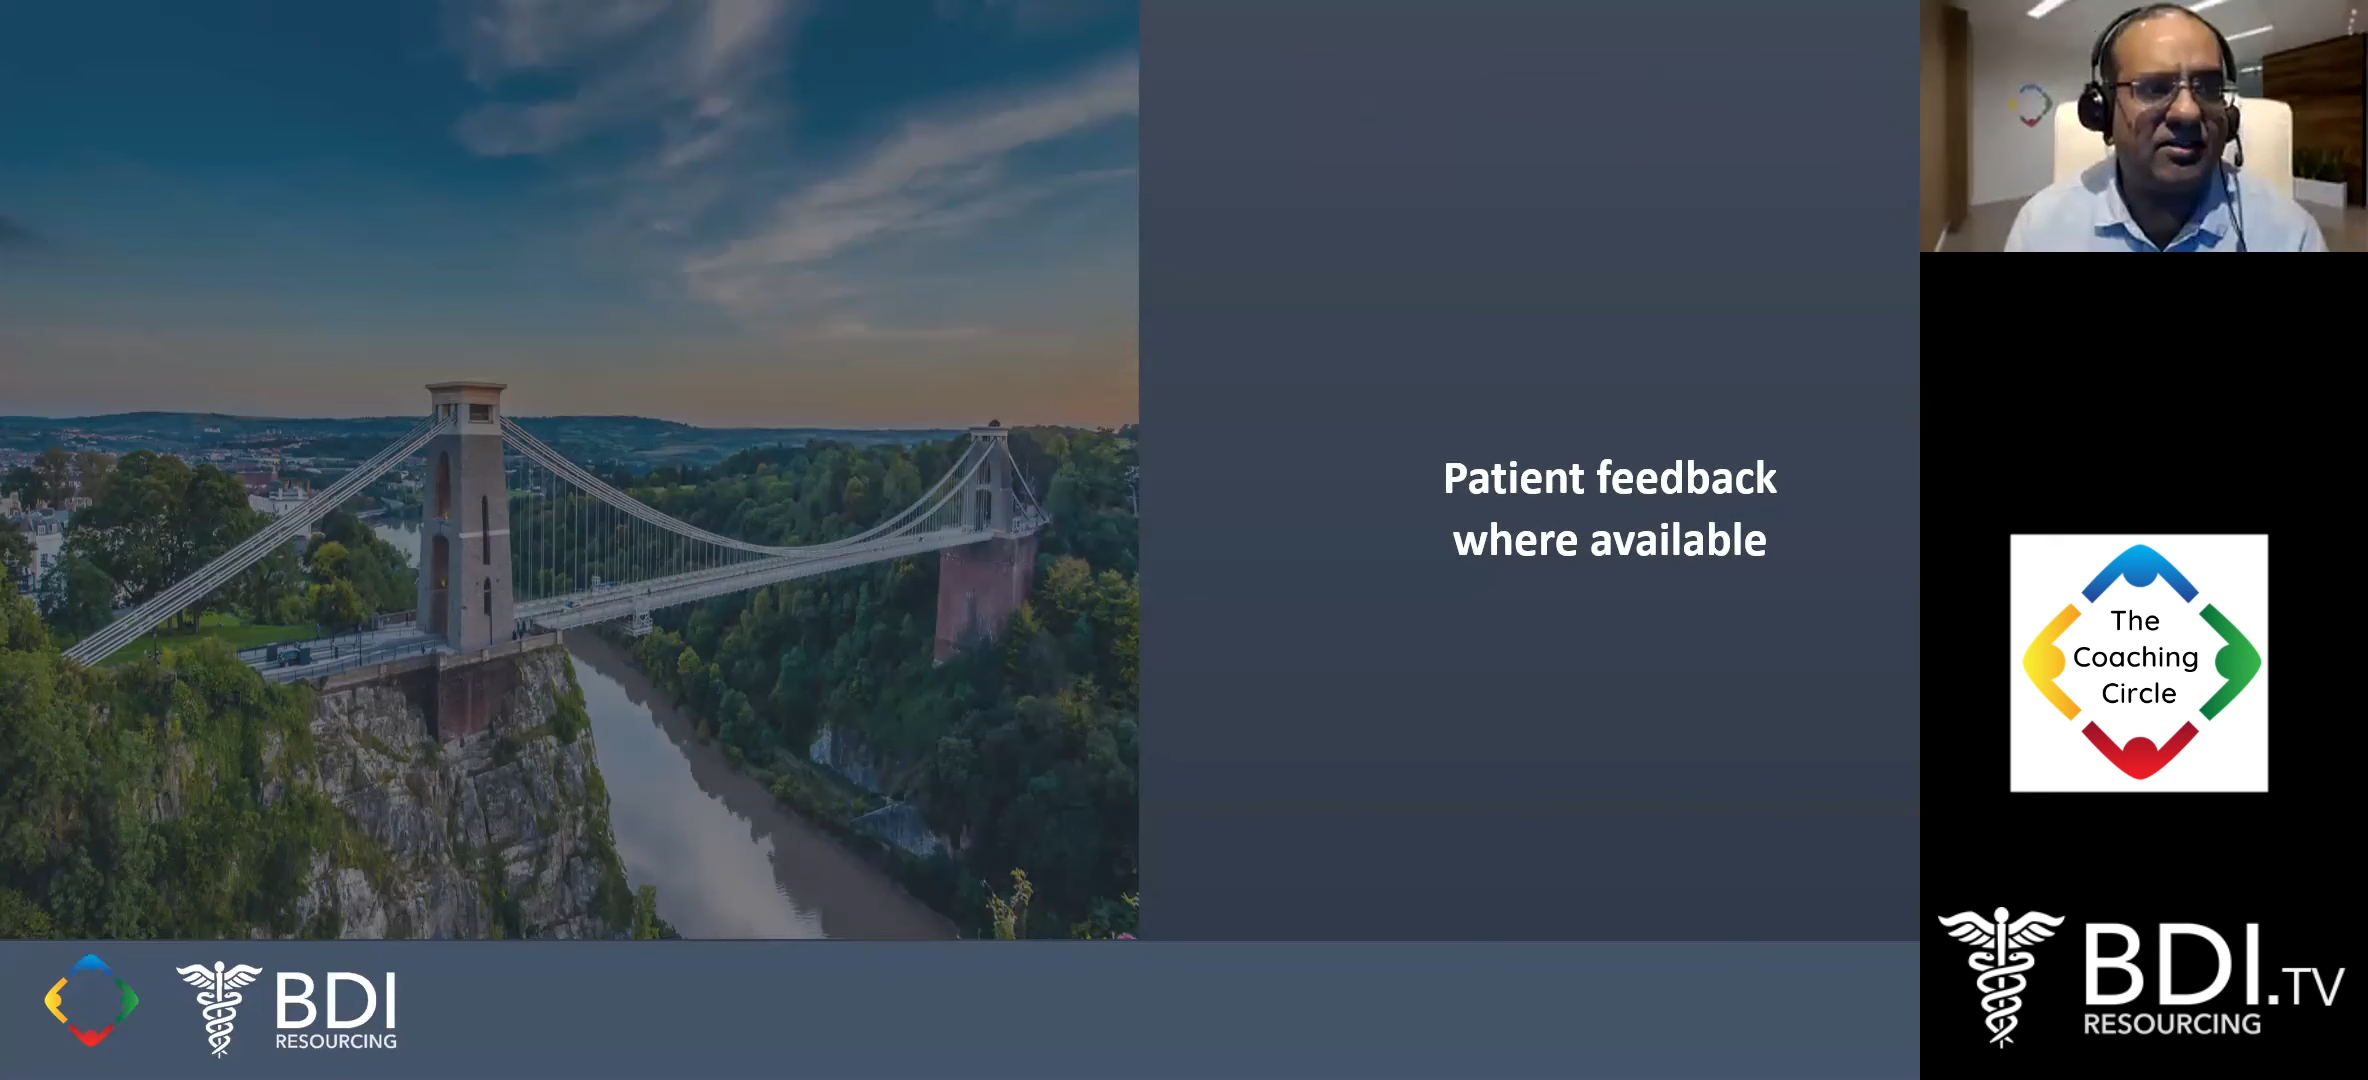 Patient feedback
where available
The
Coaching
Circle
BDI
RESOURCING
BDI.TV
RESOURCING